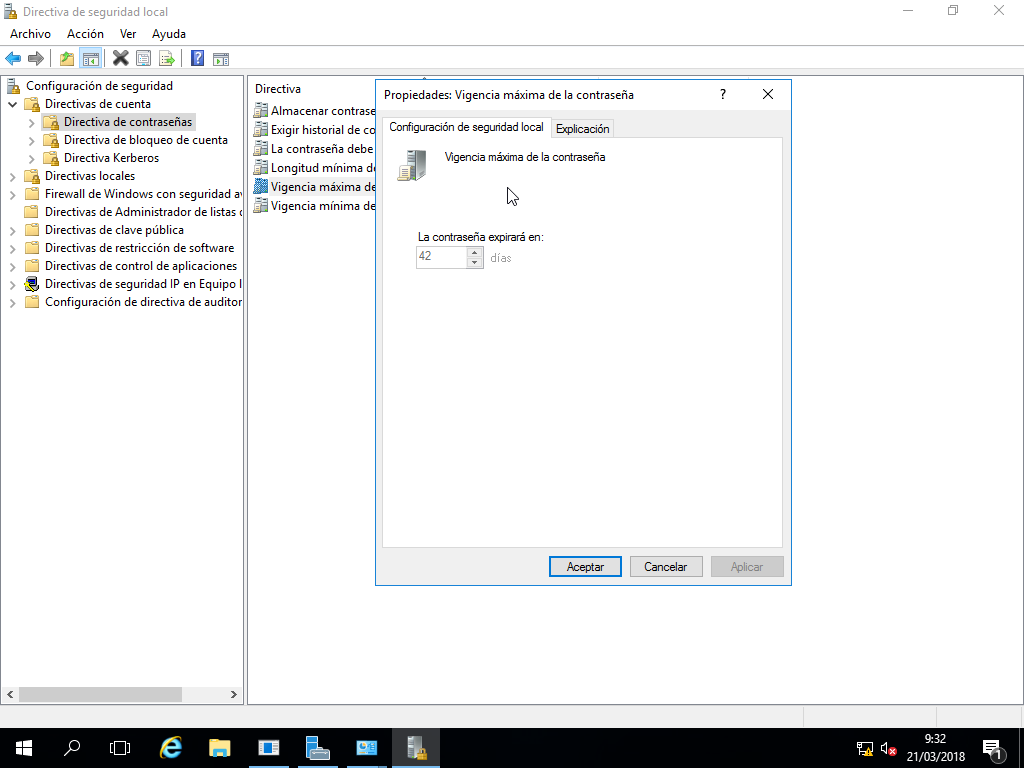 Directiva de seguridad local
Archivo Acción Ver Ayuda
Configuración de seguridad
Directivas de cuenta
Directiva de contraseñas
Directiva de bloqueo de cuenta
Directiva Kerberos
Directivas locales
Firewall de Windows con seguridad av
Directivas de Administrador de listas d
Directivas de clave pública
Directivas de restricción de software
Directivas de control de aplicaciones
Directivas de seguridad IP en Equipo l
Configuración de directiva de auditor
Directiva
Almacenar contrase
Exigir historial de co
La contraseña debe
Longitud mínima de
Vigencia máxima de
Vigencia mínima de
Propiedades: Vigencia máxima de la contraseña ?
Configuración de seguridad local Explicación
Vigencia máxima de la contraseña
La contraseña expirará en:
42 días
Aceptar Cancelar Aplicar
9:32
21/03/2018
1